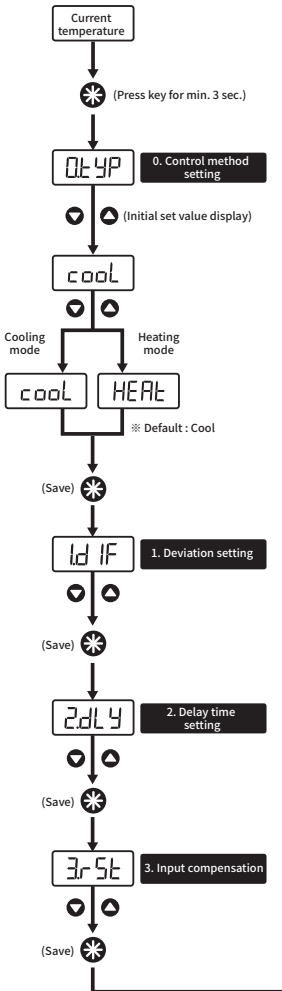 Current
temperature
(Press key for min. 3 sec.)
0.tYP
0. Control method
setting
(Initial set value display)
cooL
Cooling
mode
Heating
mode
cooL
HEAt
※ Default : Cool
(Save)
1.dIF
1. Deviation setting
(Save)
2.dLY
2. Delay time
setting
(Save)
3.rSt
3. Input compensation
(Save)